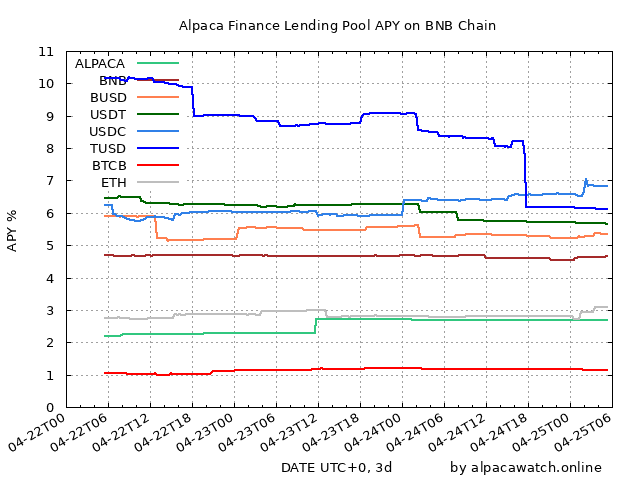 Alpaca Finance Lending Pool APY on BNB Chain
APY %
11
10
9
8
7
6
5
4
3
2
1
0
ALPACA
BNB
BUSD
USDT
USDC
TUSD
BTCB
ETH
04-22T00
04-22T06
04-22T12
04-22T18
04-23T00
04-23T06
04-23T12
04-23T18
04-24T00
04-24T06
04-24T12
04-24T18
04-25T00
04-25T06
DATE UTC+0, 3d
by alpacawatch.online